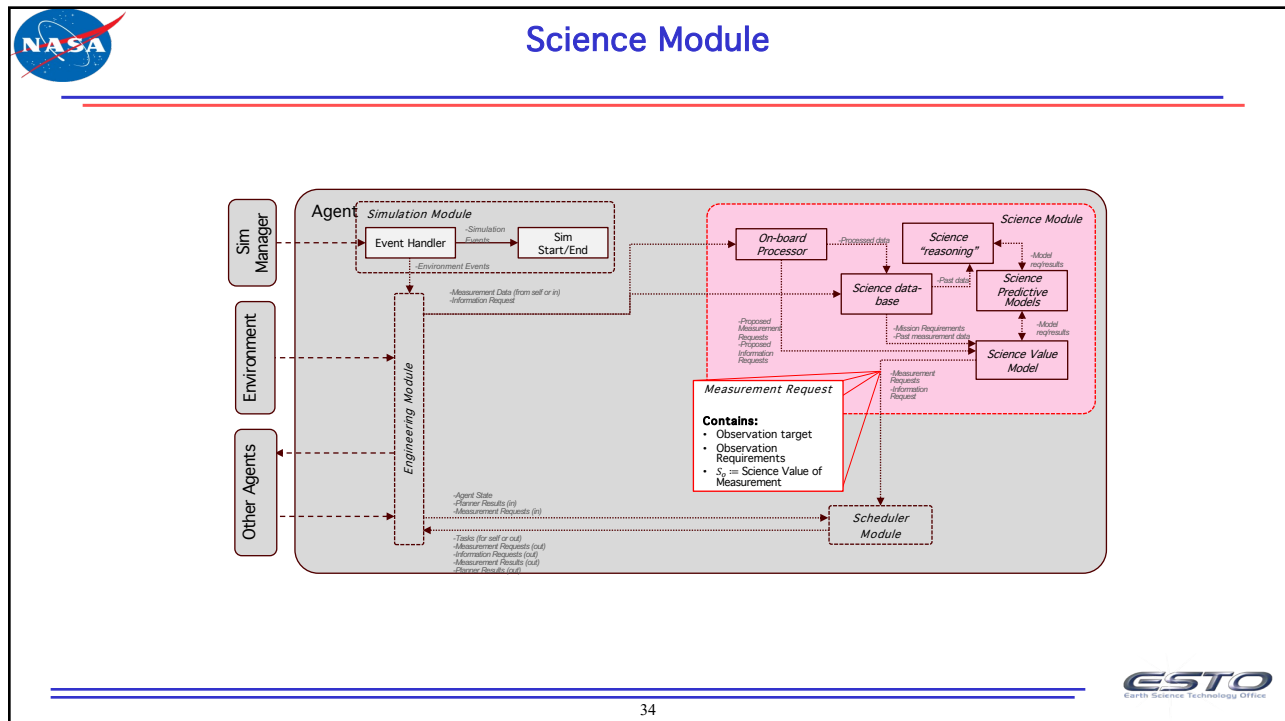 NASA
Science Module
Sim
Manager
Environment
Other Agents
Agent
Simulation Module
Event Handler
-Simulation
Events
Sim
Start/End
-Environment Events
-Measurement Data (from self or in)
-Information Request
Engineering Module
Science Module
On-board
Processor
-Processed data
Science
"reasoning"
-Model
req/results
Science data-
base
-Past data
Science
Predictive
Models
-Proposed
Measurement
Requests
-Proposed
Information
Requests
-Mission Requirements
-Past measurement data
-Model
req/results
Science Value
Model
-Measurement
Requests
-Information
Request
Measurement Request
Contains:
• Observation target
• Observation
Requirements
• Sₒ := Science Value of
Measurement
-Agent State
-Planner Results (in)
-Measurement Requests (in)
Scheduler
Module
-Tasks (for self or out)
-Measurement Requests (out)
-Information Requests (out)
-Measurement Results (out)
-Planner Results (out)
ESTO
Earth Science Technology Office
34